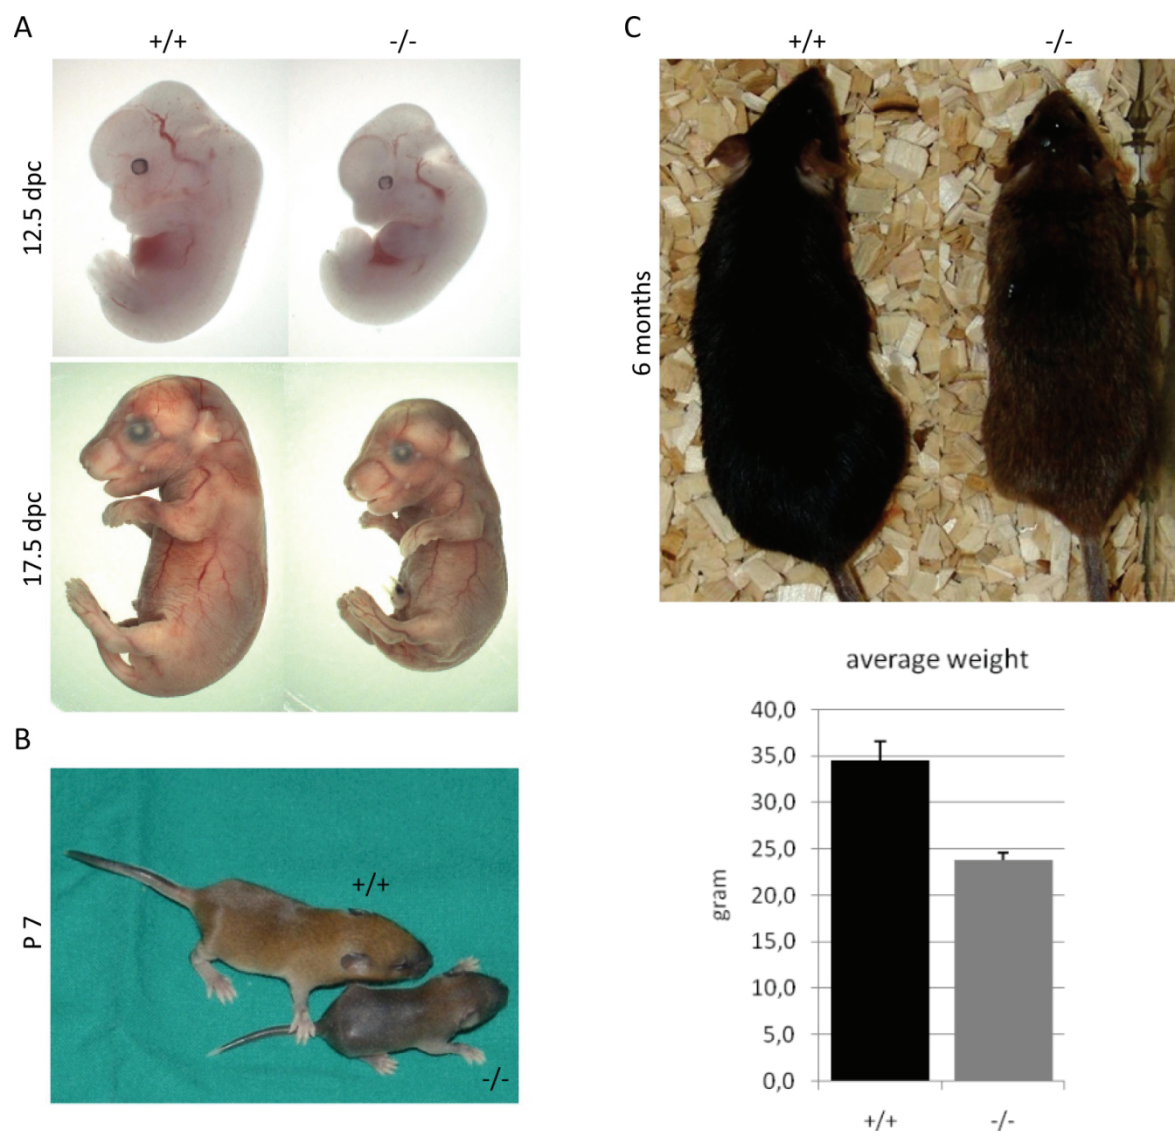 A
+/+ -/-
12.5 dpc
17.5 dpc
B
P 7
+/+
-/-
C
+/+ -/-
6 months
average weight
gram
40,0
35,0
30,0
25,0
20,0
15,0
10,0
5,0
0,0
+/+ -/-